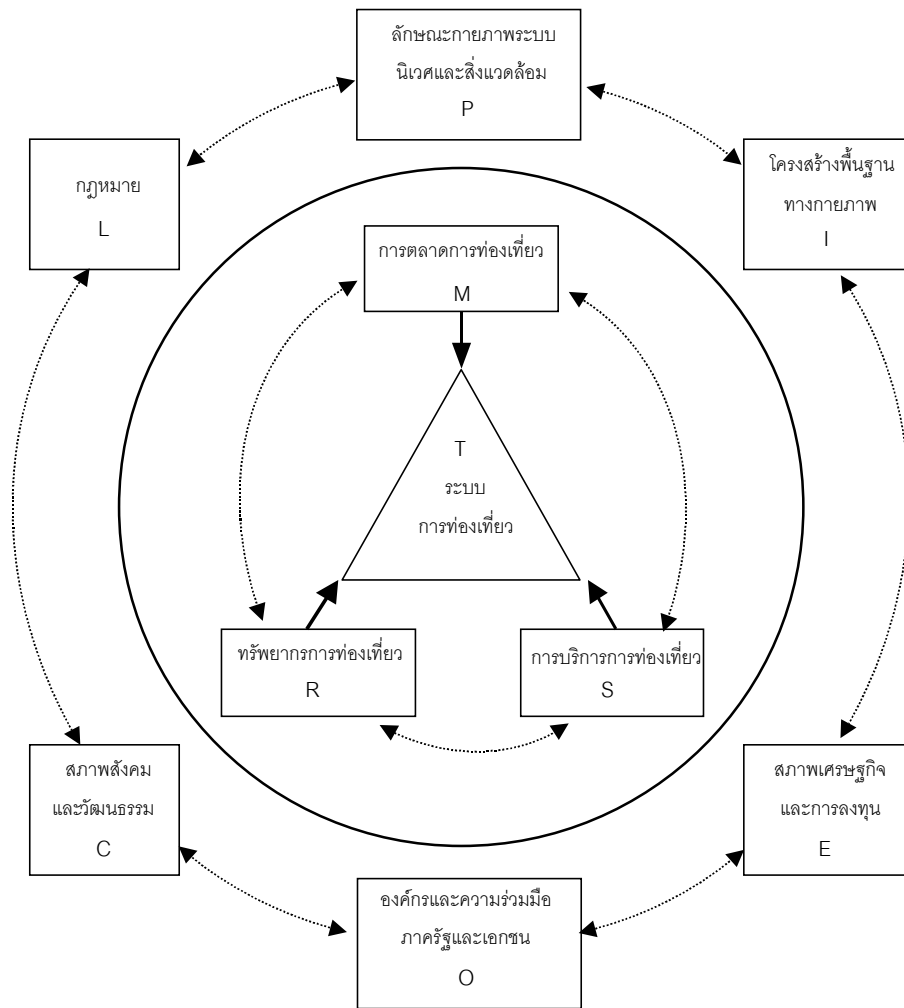 ลักษณะกายภาพระบบ
นิเวศและสิ่งแวดล้อม
P
กฎหมาย
L
โครงสร้างพื้นฐาน
ทางกายภาพ
I
การตลาดการท่องเที่ยว
M
T
ระบบ
การท่องเที่ยว
ทรัพยากรการท่องเที่ยว
R
การบริการการท่องเที่ยว
S
สภาพสังคม
และวัฒนธรรม
C
สภาพเศรษฐกิจ
และการลงทุน
E
องค์กรและความร่วมมือ
ภาครัฐและเอกชน
O